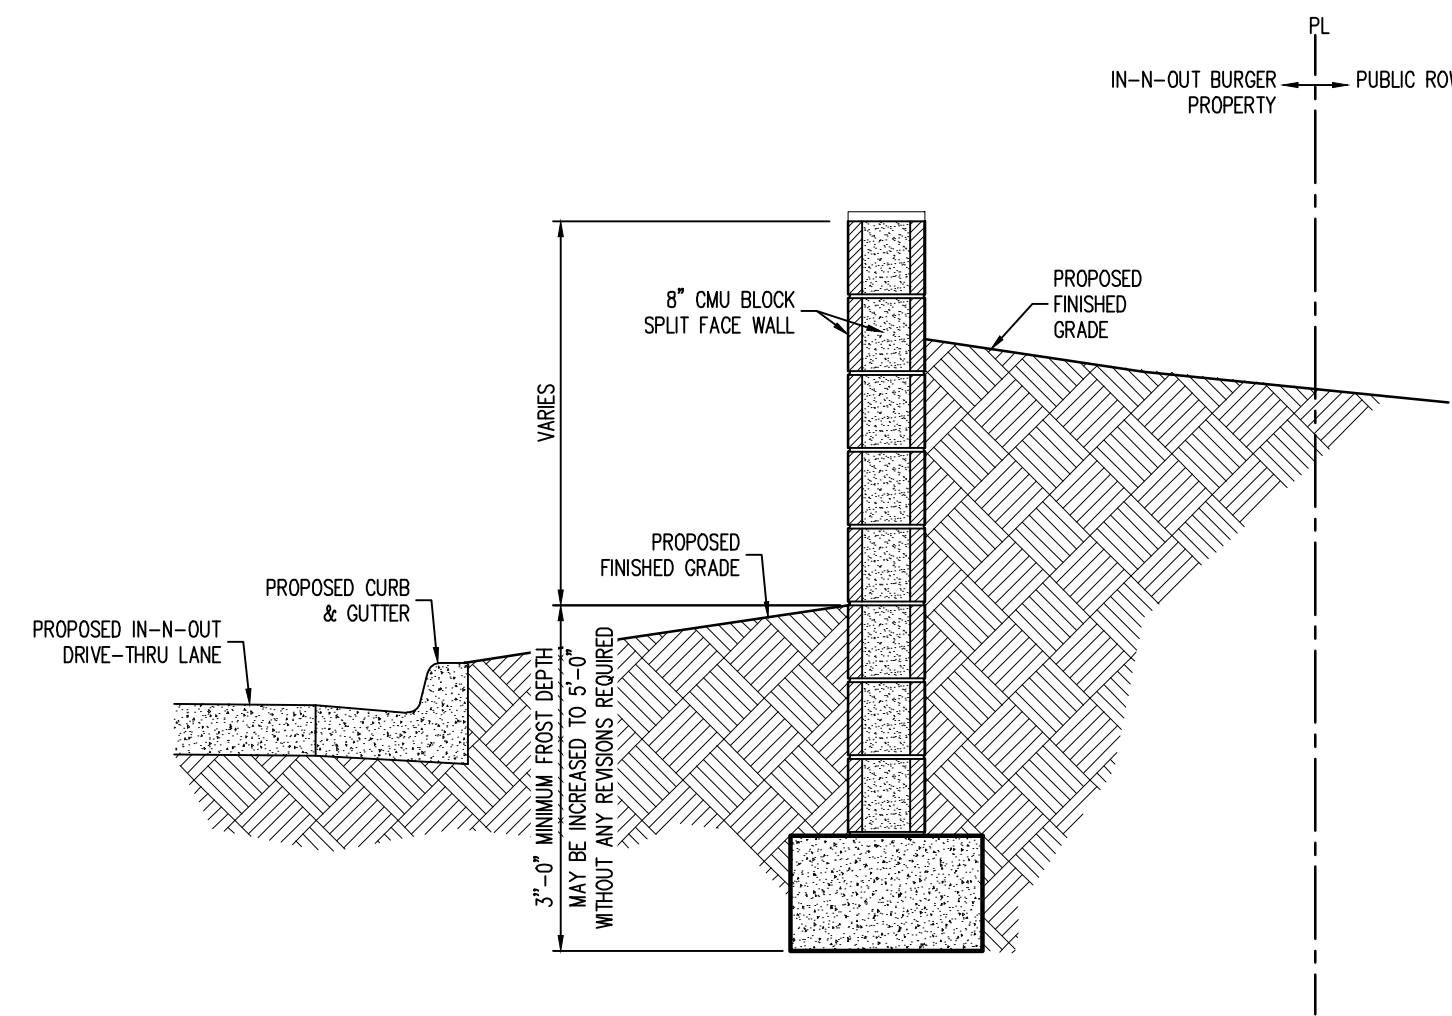 PL
IN-N-OUT BURGER
PROPERTY
PUBLIC
PROPOSED
FINISHED
GRADE
8" CMU BLOCK
SPLIT FACE WALL
VARIES
PROPOSED
FINISHED GRADE
PROPOSED CURB
& GUTTER
PROPOSED IN-N-OUT
DRIVE-THRU LANE
3"-0" MINIMUM FROST DEPTH
MAY BE INCREASED TO 5'-0"
WITHOUT ANY REVISIONS REQUIRED